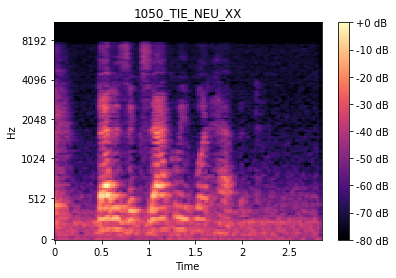 1050_TIE_NEU_XX
+0 dB
8192
-10 dB
4096
-20 dB
-30 dB
2048
Hz
-40 dB
1024
-50 dB
512
-60 dB
-70 dB
0
-80 dB
0 0.5 1 1.5 2 2.5
Time